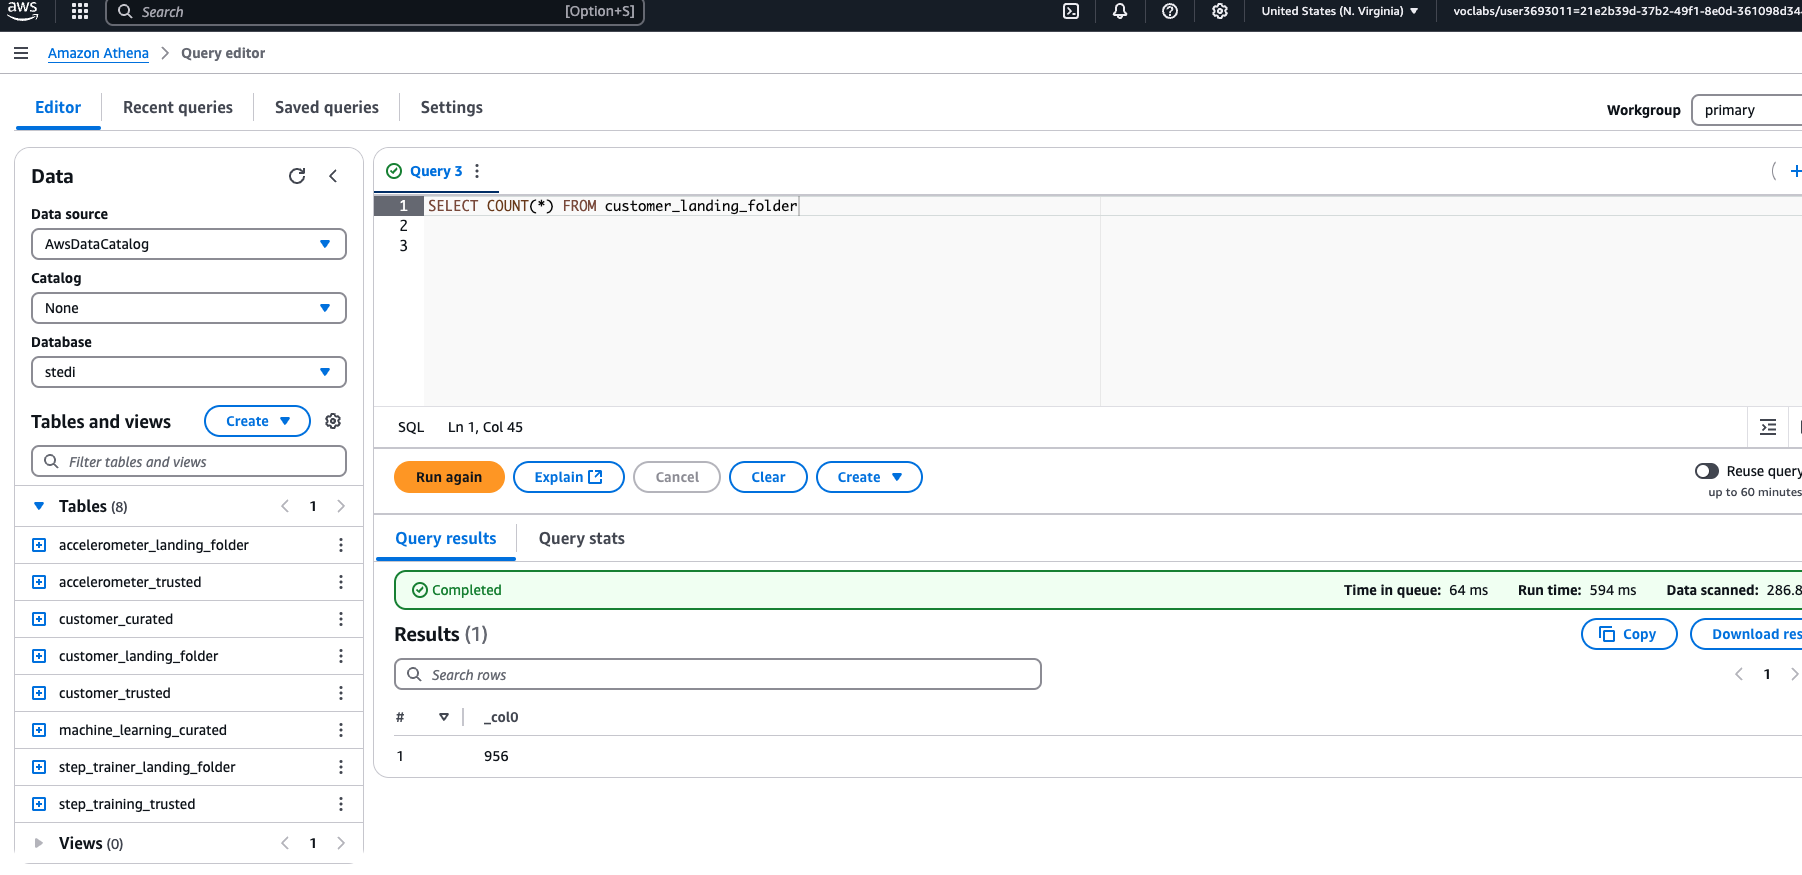 aws
Search [Option+S]
United States (N. Virginia)
voclabs/user3693011=21e2b39d-37b2-49f1-8e0d-361098d34
Amazon Athena > Query editor
Editor
Recent queries
Saved queries
Settings
Workgroup
primary
Data
Data source
AwsDataCatalog
Catalog
None
Database
stedi
Tables and views
Create
Filter tables and views
Tables (8)
1
accelerometer_landing_folder
accelerometer_trusted
customer_curated
customer_landing_folder
customer_trusted
machine_learning_curated
step_trainer_landing_folder
step_training_trusted
Views (0)
1
Query 3
1 SELECT COUNT(*) FROM customer_landing_folder
2
3
SQL Ln 1, Col 45
Run again
Explain
Cancel
Clear
Create
Reuse query
up to 60 minutes
Query results
Query stats
Completed
Time in queue: 64 ms
Run time: 594 ms
Data scanned: 286.8
Results (1)
Copy
Download res
Search rows
1
# _col0
1 956